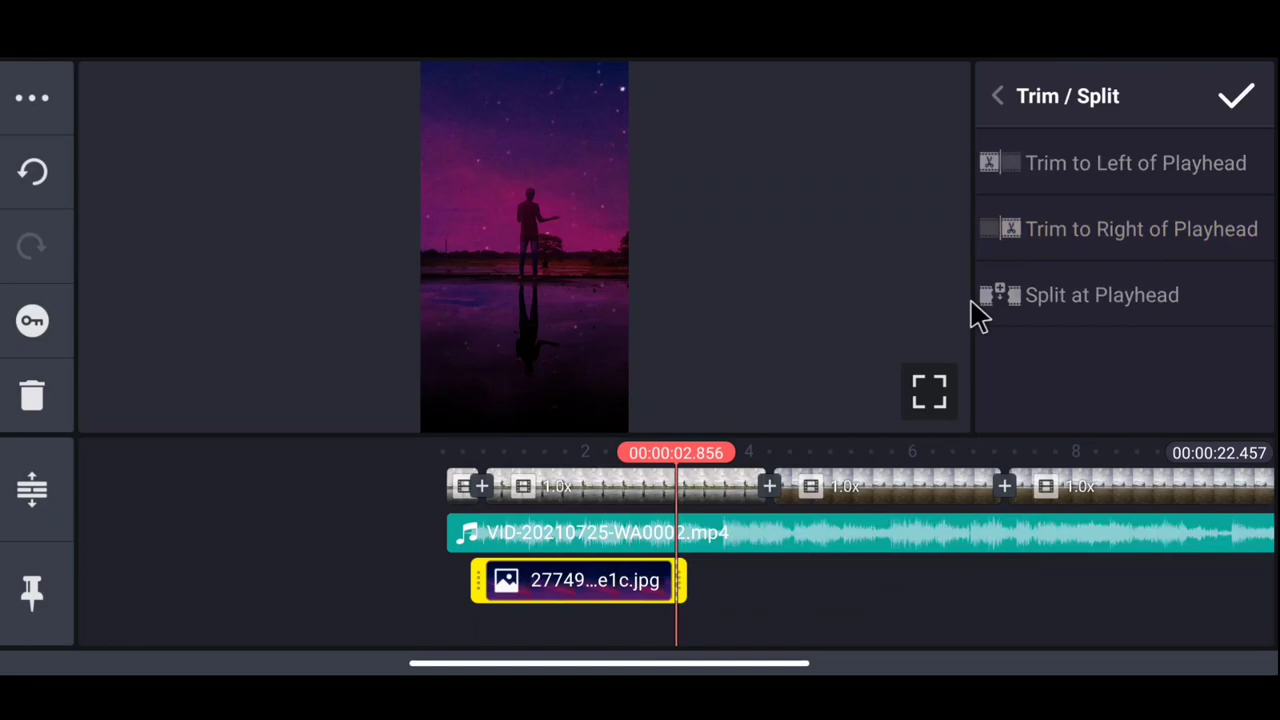 Trim / Split
Trim to Left of Playhead
Trim to Right of Playhead
Split at Playhead
2
00:00:02.856
4
6
8
00:00:22.457
1.0x
1.0x
1.0x
VID-20210725-WA0002.mp4
27749...e1c.jpg